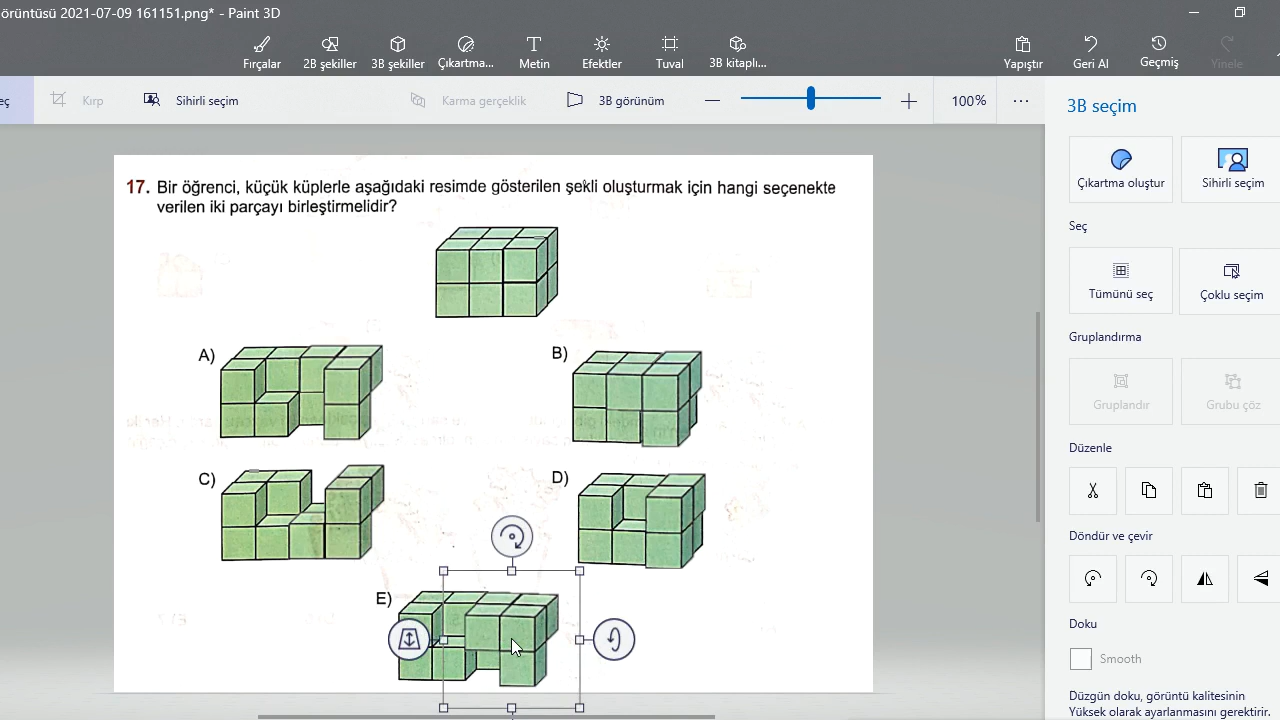 örüntüsü 2021-07-09 161151.png* - Paint 3D
Fırçalar
2B şekiller
3B şekiller
Çıkartma...
Metin
Efektler
Tuval
3B kitaplı...
Yapıştır
Geri Al
Geçmiş
Yinele
eç
Kırp
Sihirli seçim
Karma gerçeklik
3B görünüm
100%
3B seçim
Çıkartma oluştur
Sihirli seçim
Seç
Tümünü seç
Çoklu seçim
Gruplandırma
Gruplandır
Grubu çöz
Düzenle
Döndür ve çevir
Doku
Smooth
Düzgün doku, görüntü kalitesinin
Yüksek olarak ayarlanmasını gerektirir.
17. Bir öğrenci, küçük küplerle aşağıdaki resimde gösterilen şekli oluşturmak için hangi seçenekte
verilen iki parçayı birleştirmelidir?
A)
B)
C)
D)
E)